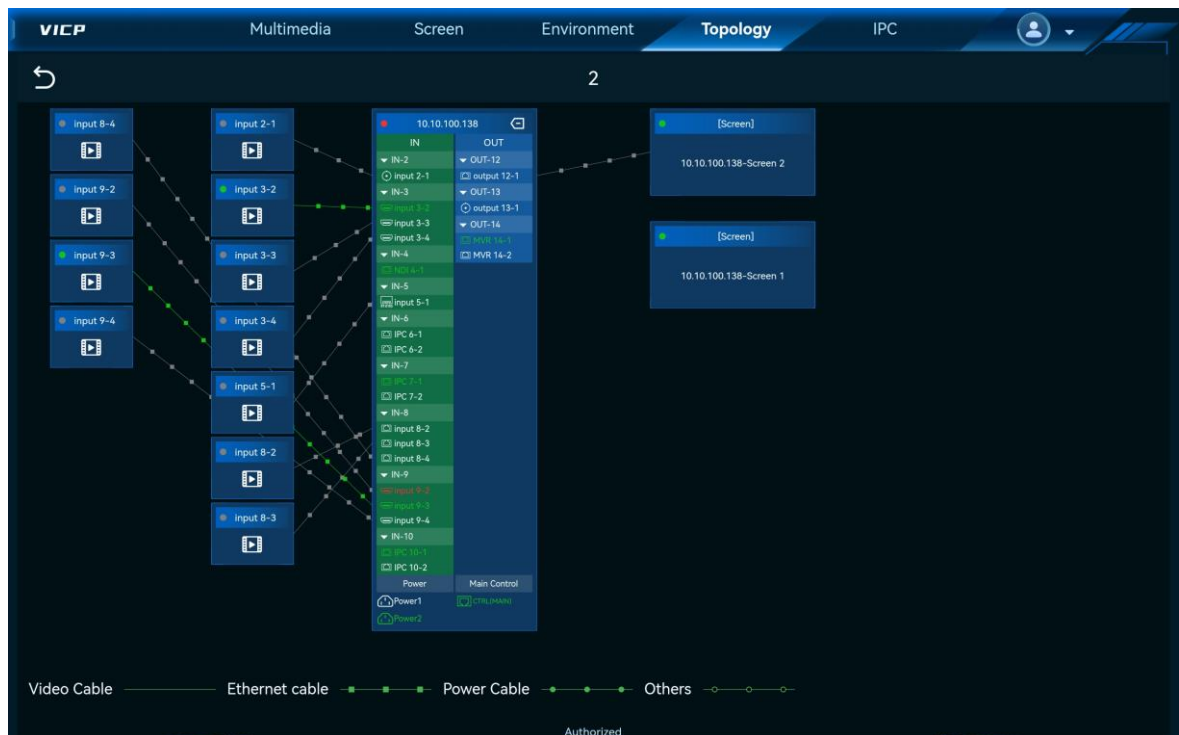 VICP Multimedia Screen Environment Topology IPC
2
input 8-4
input 9-2
input 9-3
input 9-4
input 2-1
input 3-2
input 3-3
input 3-4
input 5-1
input 8-2
input 8-3
10.10.100.138
IN OUT
IN-2
input 2-1
IN-3
input 3-2
input 3-3
input 3-4
IN-4
NDI 4-1
IN-5
input 5-1
IN-6
IPC 6-1
IPC 6-2
IN-7
IPC 7-1
IPC 7-2
IN-8
input 8-2
input 8-3
input 8-4
IN-9
input 9-2
input 9-3
input 9-4
IN-10
IPC 10-1
IPC 10-2
OUT-12
output 12-1
OUT-13
output 13-1
OUT-14
MVR 14-1
MVR 14-2
Power Main Control
Power1 CTRL(MAIN)
Power2
[Screen]
10.10.100.138-Screen 2
[Screen]
10.10.100.138-Screen 1
Video Cable Ethernet cable Power Cable Others
Authorized